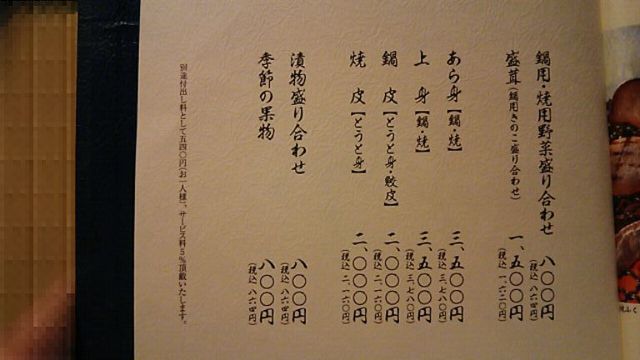 鍋用・焼用野菜盛り合わせ 八〇〇円
(税込 八六四円)
盛茸(鍋用きのこ盛り合わせ) 一、五〇〇円
(税込 一、六二〇円)
あら身【鍋・焼】 三、五〇〇円
(税込 三、七八〇円)
上 身【鍋・焼】 三、五〇〇円
(税込 三、七八〇円)
鍋 皮【とうと身・鮫皮】 二、〇〇〇円
(税込 二、一六〇円)
焼 皮【とうと身】 二、〇〇〇円
(税込 二、一六〇円)
漬物盛り合わせ 八〇〇円
(税込 八六四円)
季節の果物 八〇〇円
(税込 八六四円)
別途付出し料として五四〇円(お一人様)、サービス料5%頂戴いたします。